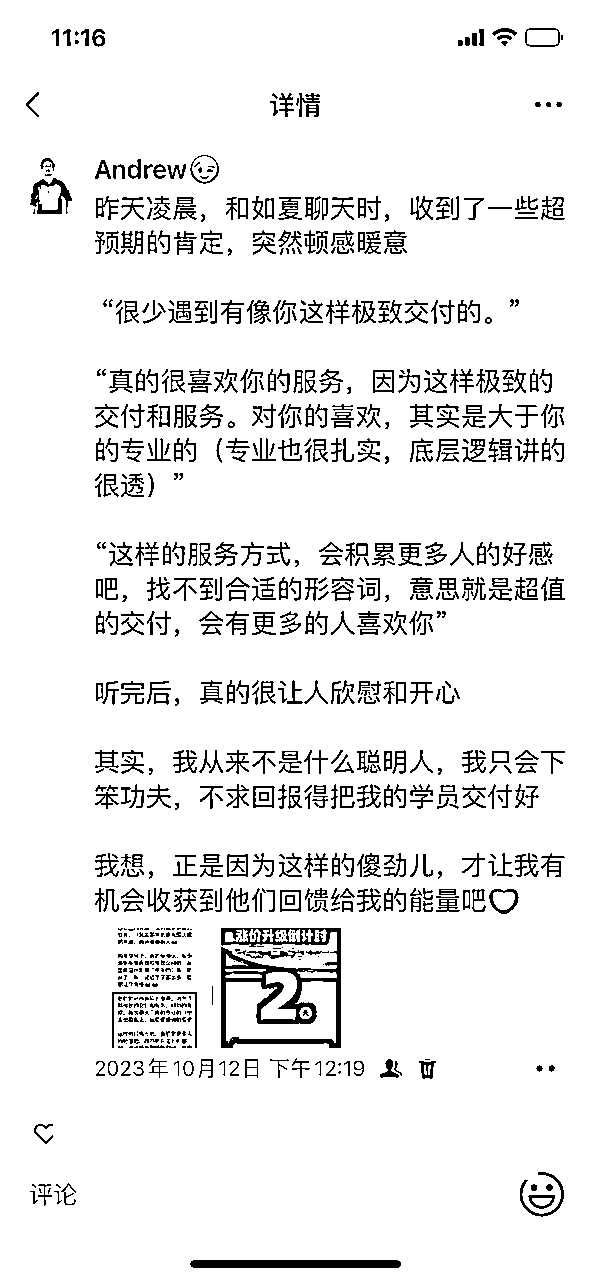 11:16
详情
Andrew
昨天凌晨，和如夏聊天时，收到了一些超
预期的肯定，突然顿感暖意
“很少遇到有像你这样极致交付的。”
“真的很喜欢你的服务，因为这样极致的
交付和服务。对你的喜欢，其实是大于你
的专业的（专业也很扎实，底层逻辑讲的
很透）”
“这样的服务方式，会积累更多人的好感
吧，找不到合适的形容词，意思就是超值
的交付，会有更多的人喜欢你”
听完后，真的很让人欣慰和开心
其实，我从来不是什么聪明人，我只会下
笨功夫，不求回报得把我的学员交付好
我想，正是因为这样的傻劲儿，才让我有
机会收获到他们回馈给我的能量吧
涨价升级倒计时
2
天
2023年10月12日 下午12:19
评论